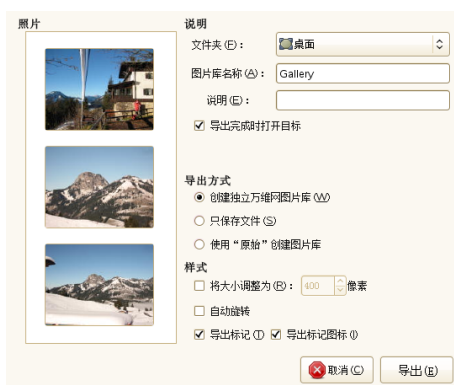 照片
说明
文件夹(F)： 桌面
图片库名称(A)： Gallery
说明(E)：
导出完成时打开目标
导出方式
创建独立万维网图片库(W)
只保存文件(S)
使用“原始”创建图片库
样式
将大小调整为(R)： 400 像素
自动旋转
导出标记(T) 导出标记图标(I)
取消(C) 导出(E)